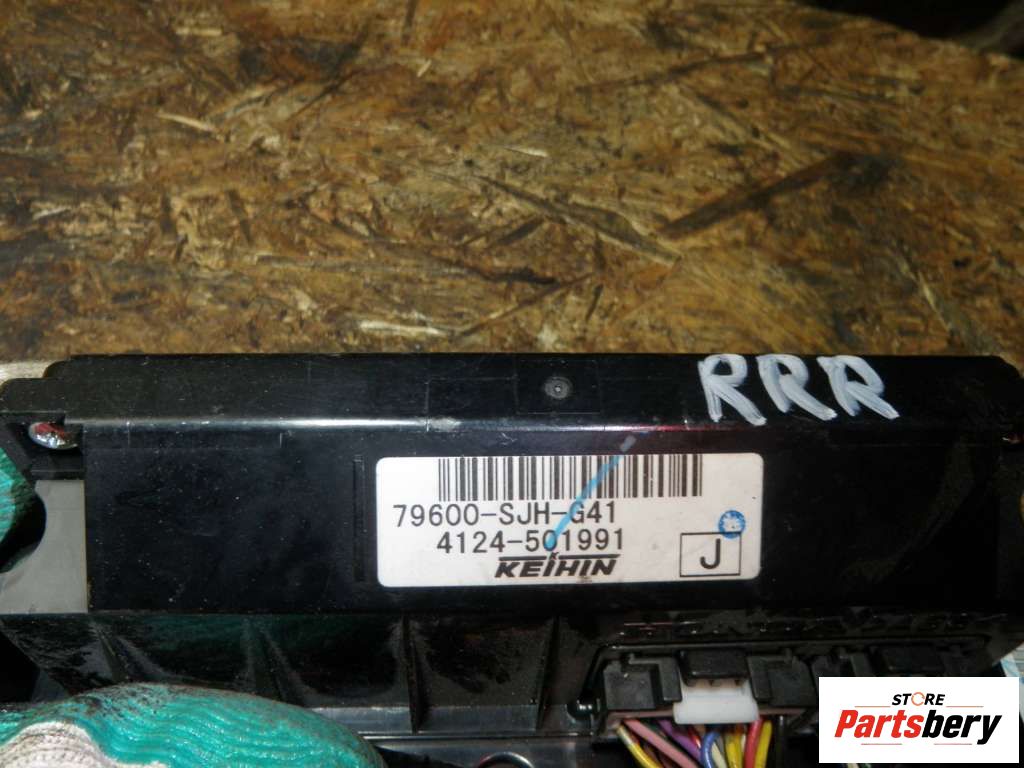 RRR
79600-SJH-G41
4124-501991
KEIHIN
J
STORE
Partsbery